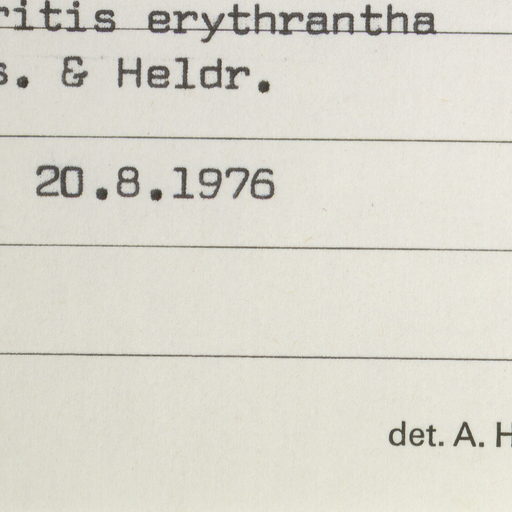 ritis erythrantha
s. & Heldr.
20.8.1976
det. A. H